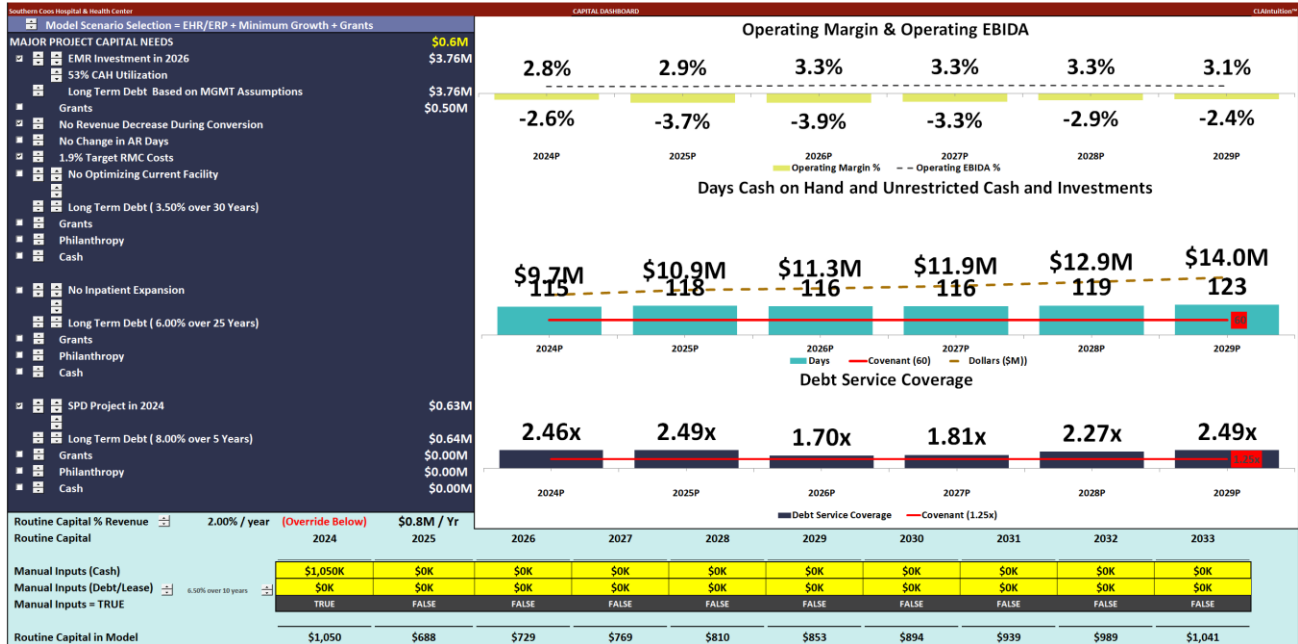 Southern Coos Hospital & Health Center CAPITAL DASHBOARD CLAIntuition™
Model Scenario Selection = EHR/ERP + Minimum Growth + Grants
MAJOR PROJECT CAPITAL NEEDS $0.6M
EMR Investment in 2026 $3.76M
53% CAH Utilization
Long Term Debt Based on MGMT Assumptions $3.76M
Grants $0.50M
No Revenue Decrease During Conversion
No Change in AR Days
1.9% Target RMC Costs
No Optimizing Current Facility
Long Term Debt ( 3.50% over 30 Years)
Grants
Philanthropy
Cash
No Inpatient Expansion
Long Term Debt ( 6.00% over 25 Years)
Grants
Philanthropy
Cash
SPD Project in 2024 $0.63M
Long Term Debt ( 8.00% over 5 Years) $0.64M
Grants $0.00M
Philanthropy $0.00M
Cash $0.00M
Operating Margin & Operating EBIDA
2.8% 2.9% 3.3% 3.3% 3.3% 3.1%
-2.6% -3.7% -3.9% -3.3% -2.9% -2.4%
2024P 2025P 2026P 2027P 2028P 2029P
Operating Margin % Operating EBIDA %
Days Cash on Hand and Unrestricted Cash and Investments
$9.7M $10.9M $11.3M $11.9M $12.9M $14.0M
115 118 116 116 119 123
60
2024P 2025P 2026P 2027P 2028P 2029P
Days Covenant (60) Dollars ($M))
Debt Service Coverage
2.46x 2.49x 1.70x 1.81x 2.27x 2.49x
1.25x
2024P 2025P 2026P 2027P 2028P 2029P
Debt Service Coverage Covenant (1.25x)
Routine Capital % Revenue 2.00% / year (Override Below) $0.8M / Yr
Routine Capital 2024 2025 2026 2027 2028 2029 2030 2031 2032 2033
Manual Inputs (Cash) $1,050K $0K $0K $0K $0K $0K $0K $0K $0K $0K
Manual Inputs (Debt/Lease) 6.50% over 10 years $0K $0K $0K $0K $0K $0K $0K $0K $0K $0K
Manual Inputs = TRUE TRUE FALSE FALSE FALSE FALSE FALSE FALSE FALSE FALSE FALSE
Routine Capital in Model $1,050 $688 $729 $769 $810 $853 $894 $939 $989 $1,041